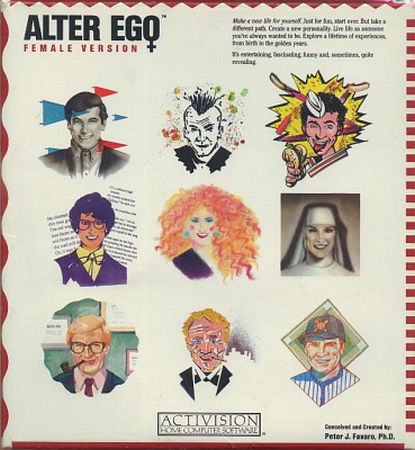 ALTER EGO™
FEMALE VERSION
Make a new life for yourself. Just for fun, start over. But take a
different path. Create a new personality. Live life as someone
you've always wanted to be. Explore a lifetime of experiences,
from birth to the golden years.
It's entertaining, fascinating, funny and, sometimes, quite
revealing.
ACTIVISION
HOME COMPUTER SOFTWARE
Conceived and Created by:
Peter J. Favaro, Ph.D.